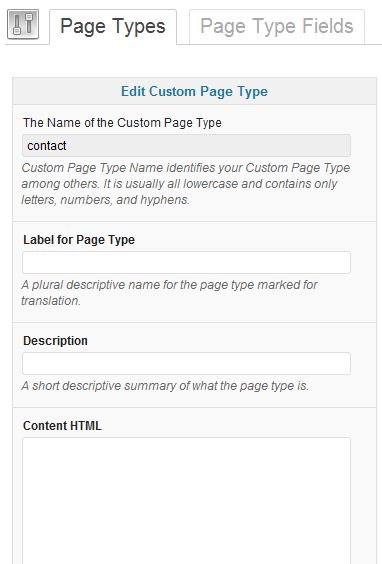 Page Types
Page Type Fields
Edit Custom Page Type
The Name of the Custom Page Type
contact
Custom Page Type Name identifies your Custom Page Type
among others. It is usually all lowercase and contains only
letters, numbers, and hyphens.
Label for Page Type
A plural descriptive name for the page type marked for
translation.
Description
A short descriptive summary of what the page type is.
Content HTML